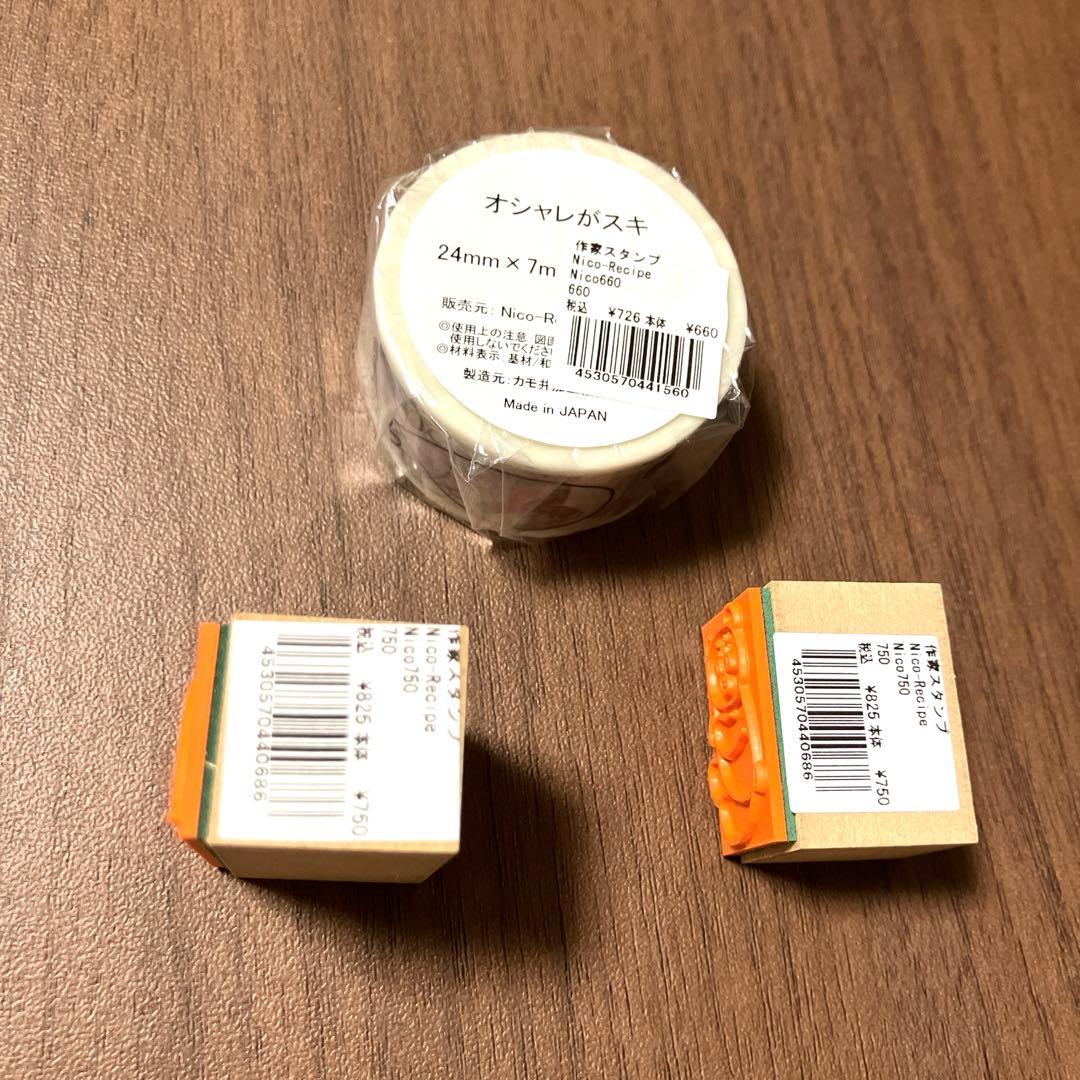 オシャレがスキ
24mm×7m
販売元: Nico-R
◎使用上の注意
使用しないでくださ
◎材料表示 基材/和
製造元:カモ井
Made in JAPAN
作家スタンプ
Nico-Recipe
Nico660
660
税込 ¥726 本体 ¥660
4530570441560
作家スタンプ
Nico-Recipe
Nico750
750
税込 ¥825 本体 ¥750
4530570440686
作家スタンプ
Nico-Recipe
Nico750
750
税込 ¥825 本体 ¥750
4530570440686